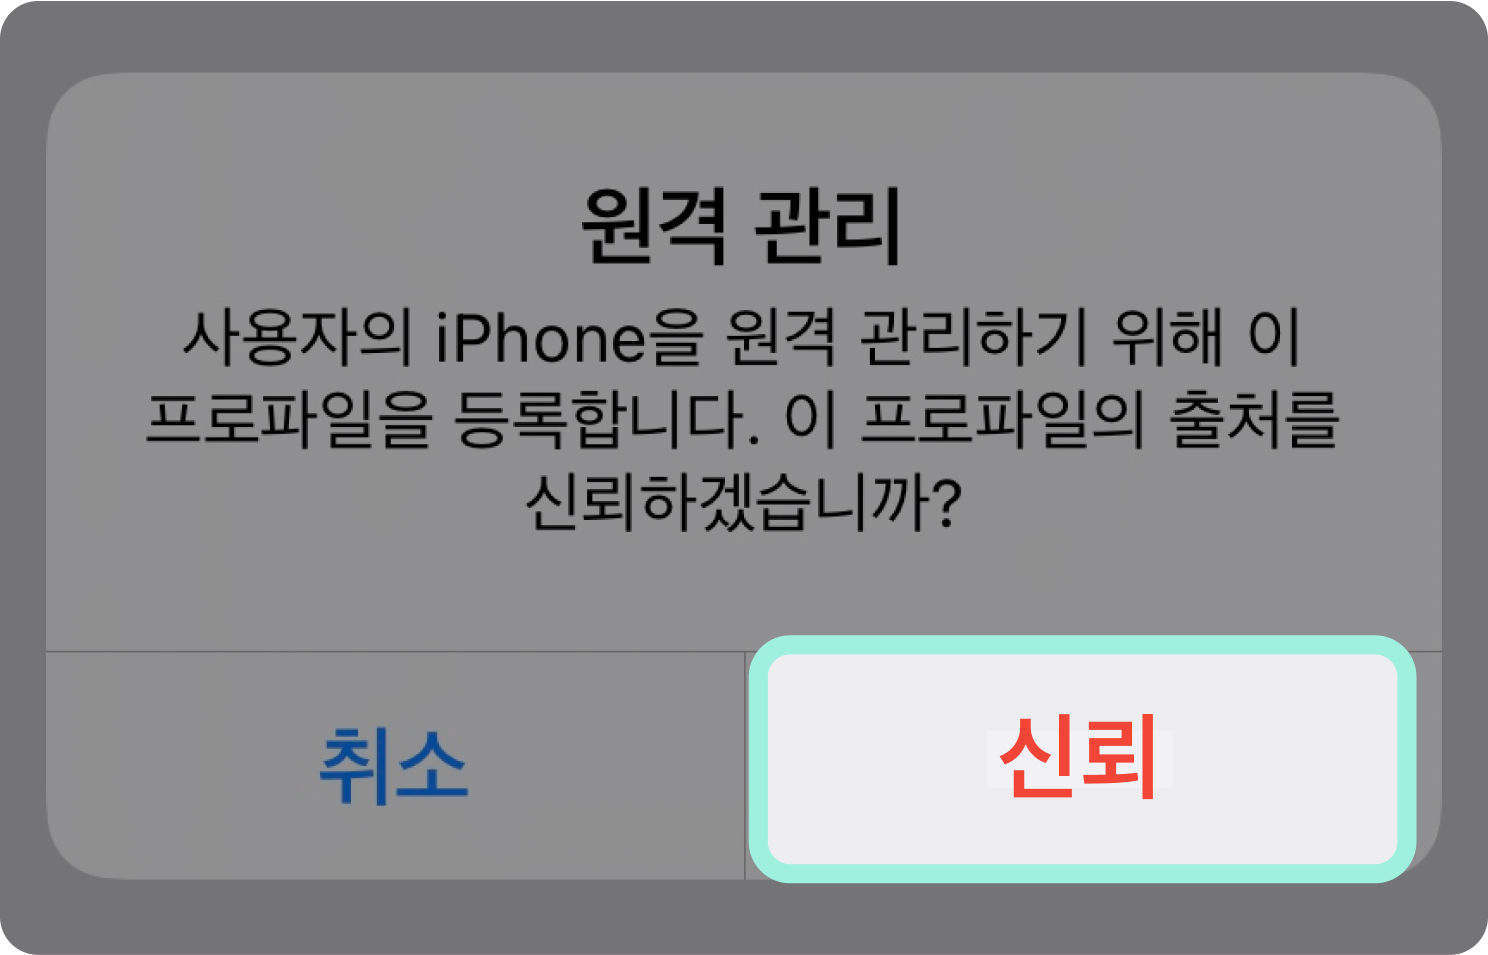 원격 관리
사용자의 iPhone을 원격 관리하기 위해 이
프로파일을 등록합니다. 이 프로파일의 출처를
신뢰하겠습니까?
취소
신뢰